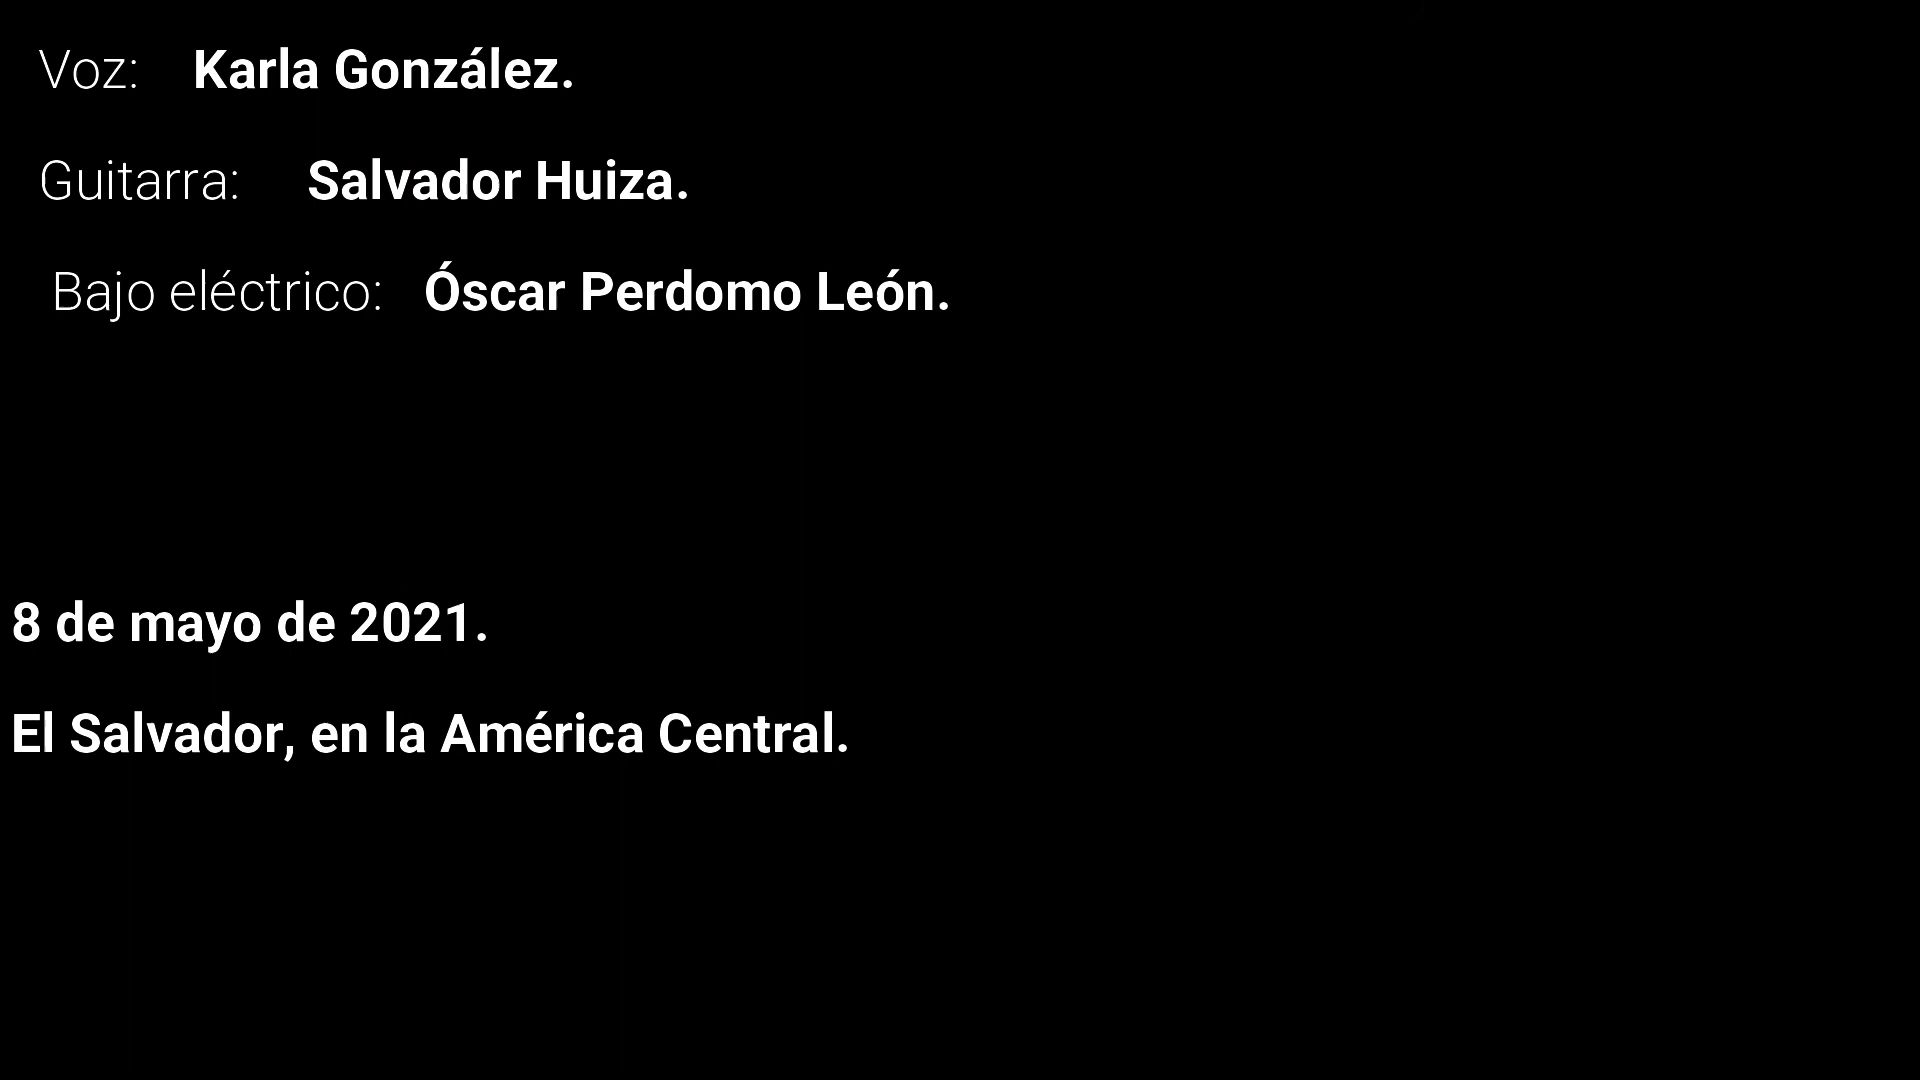 Voz: Karla González.
Guitarra: Salvador Huiza.
Bajo eléctrico: Óscar Perdomo León.
8 de mayo de 2021.
El Salvador, en la América Central.